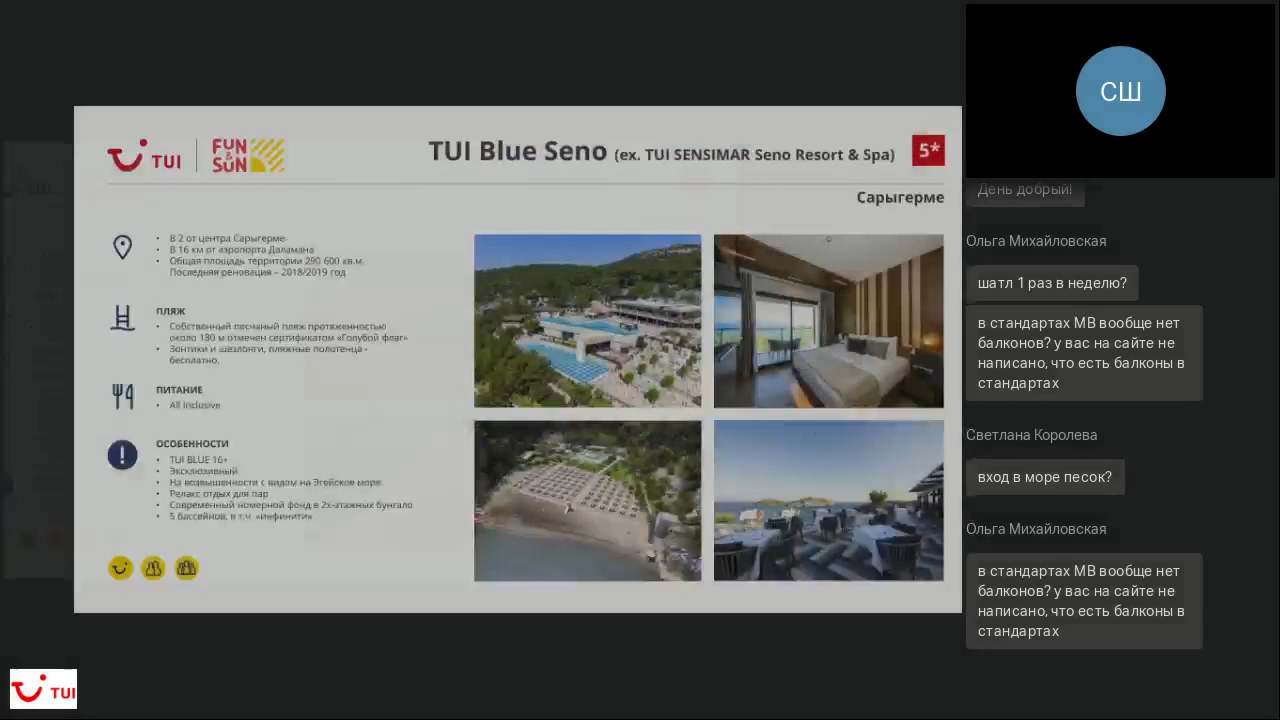 TUI
FUN
&
SUN
TUI Blue Seno (ex. TUI SENSIMAR Seno Resort & Spa)
5*
Сарыгерме
• В 2 от центра Сарыгерме
• В 16 км от аэропорта Даламана
• Общая площадь территории 290 600 кв.м.
Последняя реновация – 2018/2019 год
ПЛЯЖ
• Собственный песчаный пляж протяженностью
около 180 м отмечен сертификатом «Голубой флаг»
• Зонтики и шезлонги, пляжные полотенца -
бесплатно.
ПИТАНИЕ
• All Inclusive
ОСОБЕННОСТИ
• TUI BLUE 16+
• Эксклюзивный
• На возвышенности с видом на Эгейское море
• Релакс отдых для пар
• Современный номерной фонд в 2х-этажных бунгало
• 5 бассейнов, в т.ч. «инфинити»
СШ
День добрый!
Ольга Михайловская
шатл 1 раз в неделю?
в стандартах МВ вообще нет
балконов? у вас на сайте не
написано, что есть балконы в
стандартах
Светлана Королева
вход в море песок?
Ольга Михайловская
в стандартах МВ вообще нет
балконов? у вас на сайте не
написано, что есть балконы в
стандартах
TUI